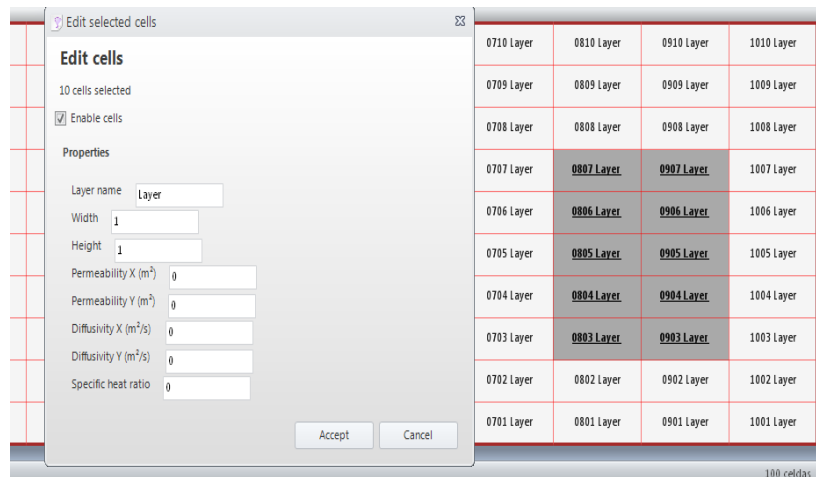 Edit selected cells
Edit cells
10 cells selected
Enable cells
Properties
Layer name Layer
Width 1
Height 1
Permeability X (m²) 0
Permeability Y (m²) 0
Diffusivity X (m²/s) 0
Diffusivity Y (m²/s) 0
Specific heat ratio 0
Accept Cancel
0710 Layer 0810 Layer 0910 Layer 1010 Layer
0709 Layer 0809 Layer 0909 Layer 1009 Layer
0708 Layer 0808 Layer 0908 Layer 1008 Layer
0707 Layer 0807 Layer 0907 Layer 1007 Layer
0706 Layer 0806 Layer 0906 Layer 1006 Layer
0705 Layer 0805 Layer 0905 Layer 1005 Layer
0704 Layer 0804 Layer 0904 Layer 1004 Layer
0703 Layer 0803 Layer 0903 Layer 1003 Layer
0702 Layer 0802 Layer 0902 Layer 1002 Layer
0701 Layer 0801 Layer 0901 Layer 1001 Layer
100 celdas